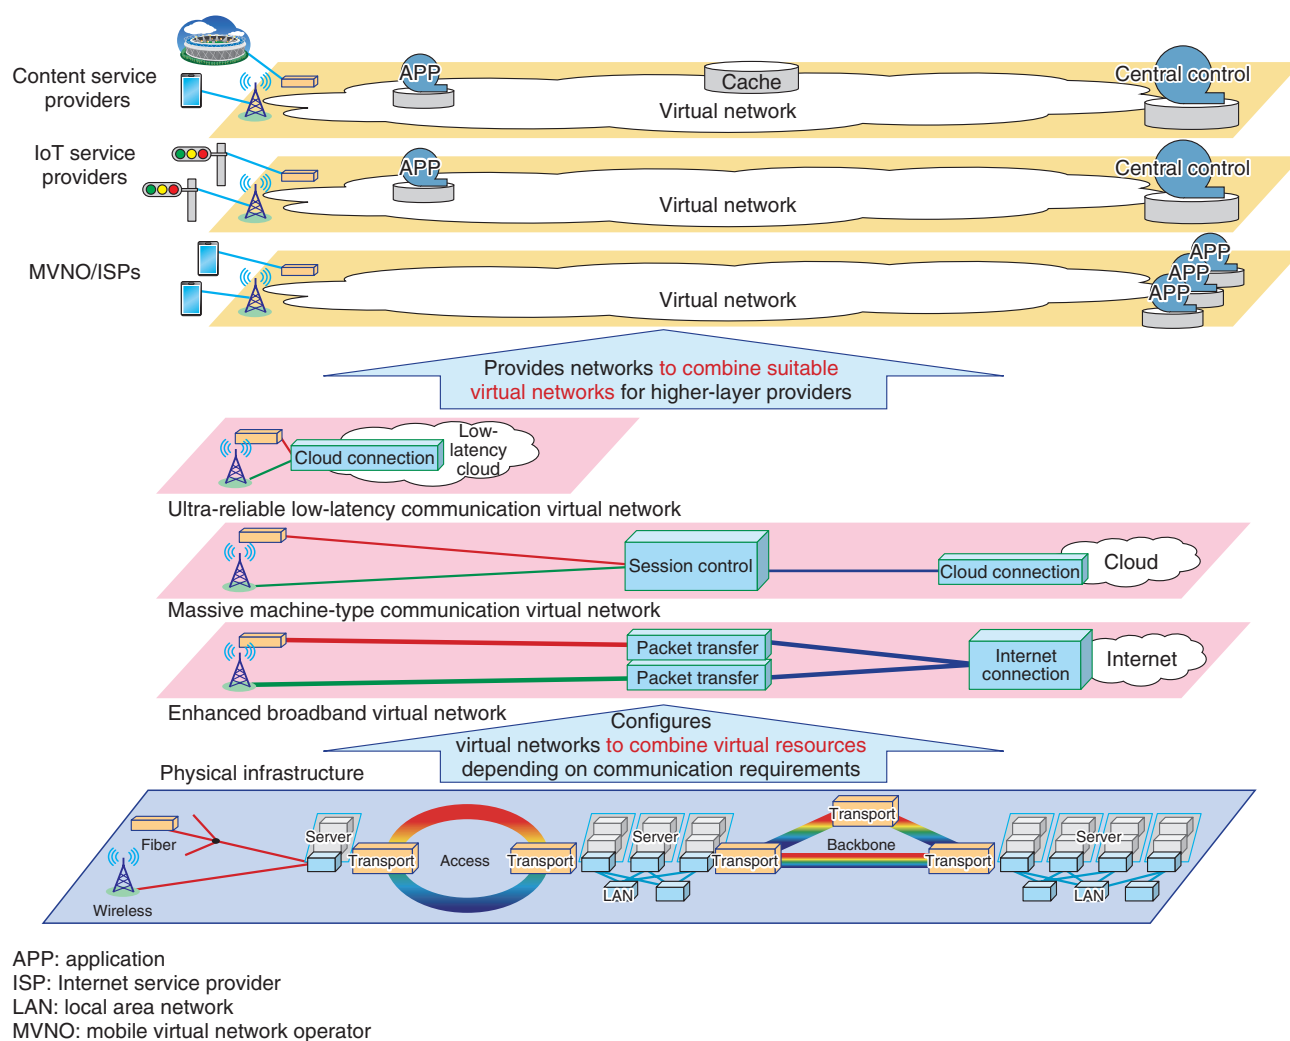 Content service
providers
APP
Cache
Central control
Virtual network
IoT service
providers
APP
Central control
Virtual network
MVNO/ISPs
APP
APP
APP
Virtual network
Provides networks to combine suitable
virtual networks for higher-layer providers
Low-
latency
cloud
Cloud connection
Ultra-reliable low-latency communication virtual network
Session control
Cloud connection
Cloud
Massive machine-type communication virtual network
Packet transfer
Packet transfer
Internet
connection
Internet
Enhanced broadband virtual network
Configures
virtual networks to combine virtual resources
depending on communication requirements
Physical infrastructure
Fiber
Wireless
Server
Transport
Access
Transport
Server
LAN
Transport
Transport
Backbone
Transport
Server
LAN
APP: application
ISP: Internet service provider
LAN: local area network
MVNO: mobile virtual network operator